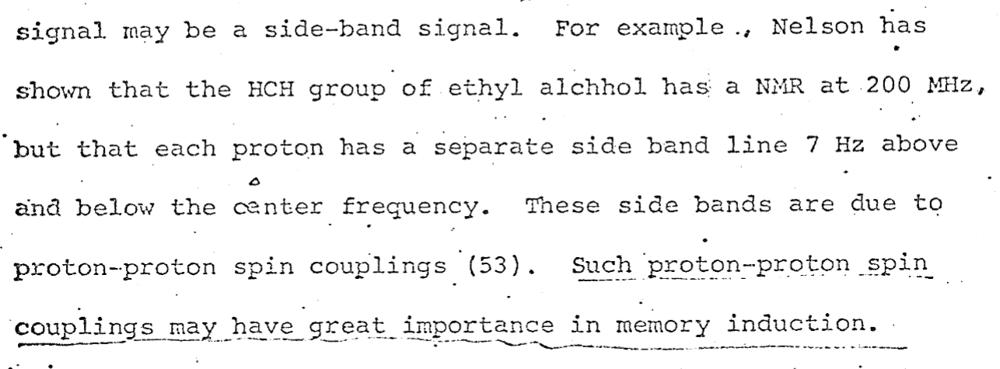 signal may be a side-band signal. For example ., Nelson has
shown that the HCH group of ethyl alchhol has a NMR at 200 MHz,
but that each proton has a separate side band line 7 Hz above
and below the center frequency. These side bands are due to
proton-proton spin couplings (53). Such proton-proton spin
couplings may have great importance in memory induction.